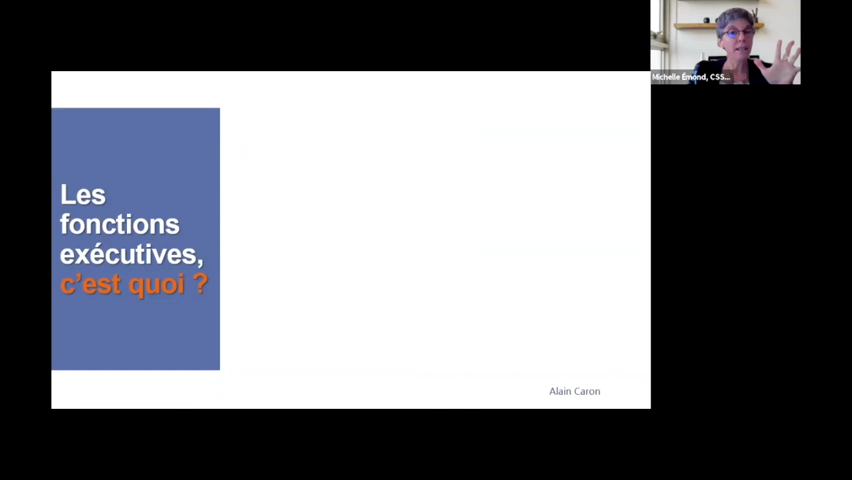 Michelle Émond, CSS...
Les
fonctions
exécutives,
c'est quoi ?
Alain Caron